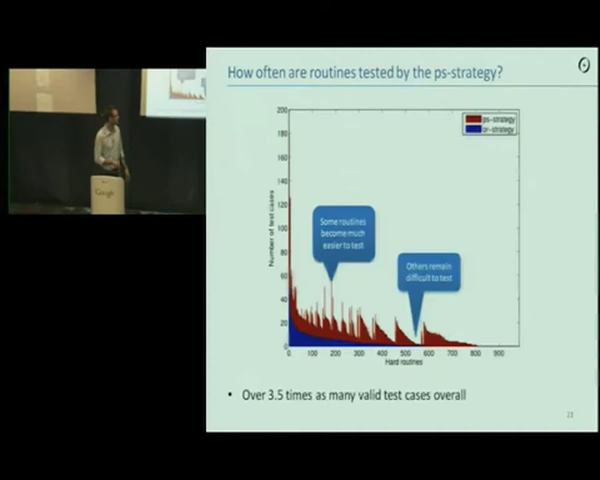 How often are routines tested by the ps-strategy?
200
180
160
140
120
100
80
60
40
20
0
Number of test cases
ps-strategy
or-strategy
Some routines
become much
easier to test
Others remain
difficult to test
0 100 200 300 400 500 600 700 800 900
Hard routines
• Over 3.5 times as many valid test cases overall
23
Google